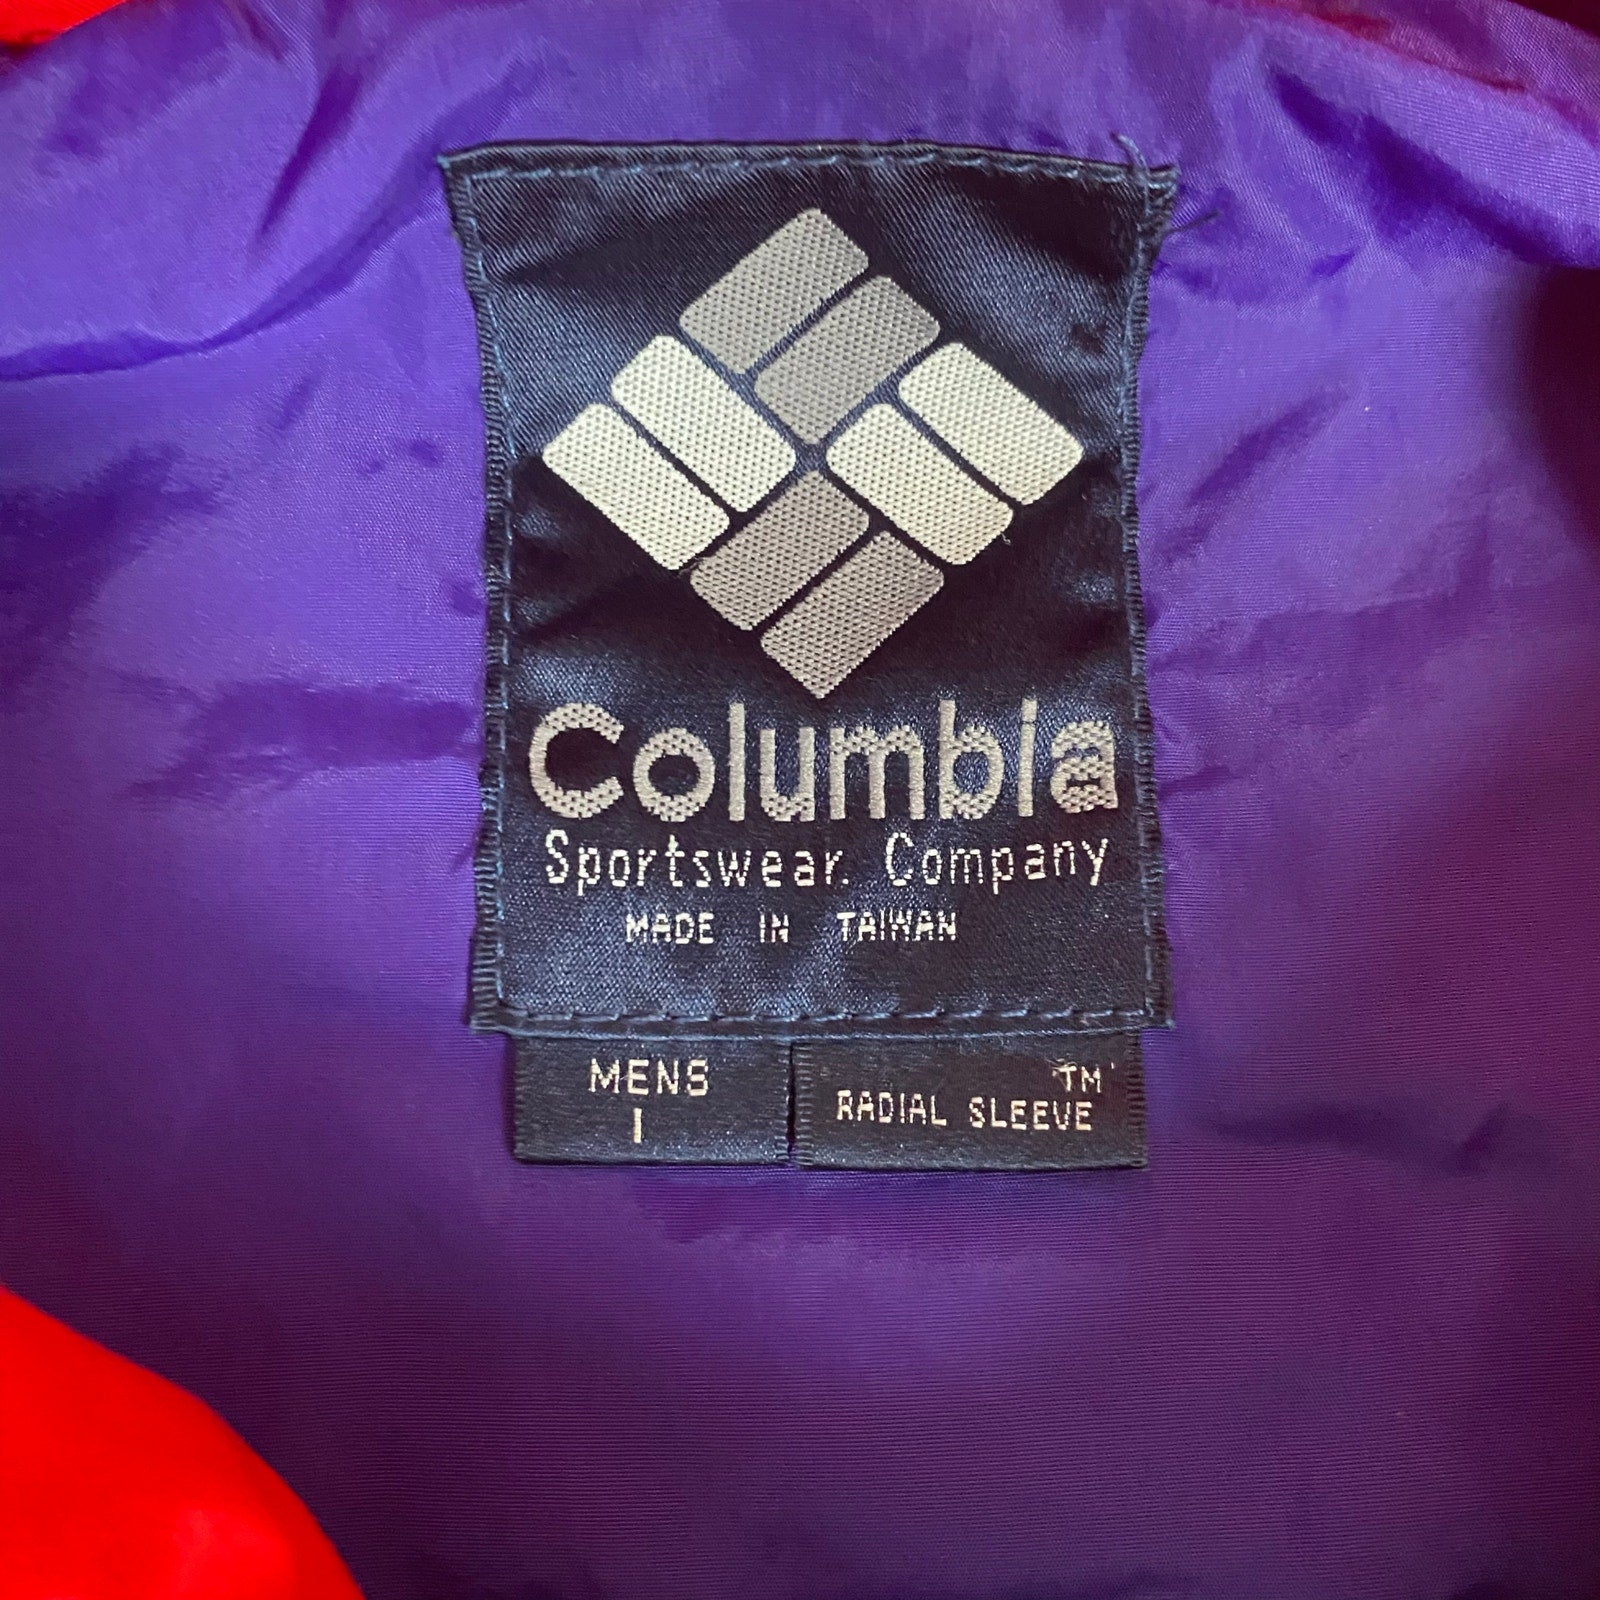 Columbia
Sportswear. Company
MADE IN TAIWAN
MENS
I
TM
RADIAL SLEEVE